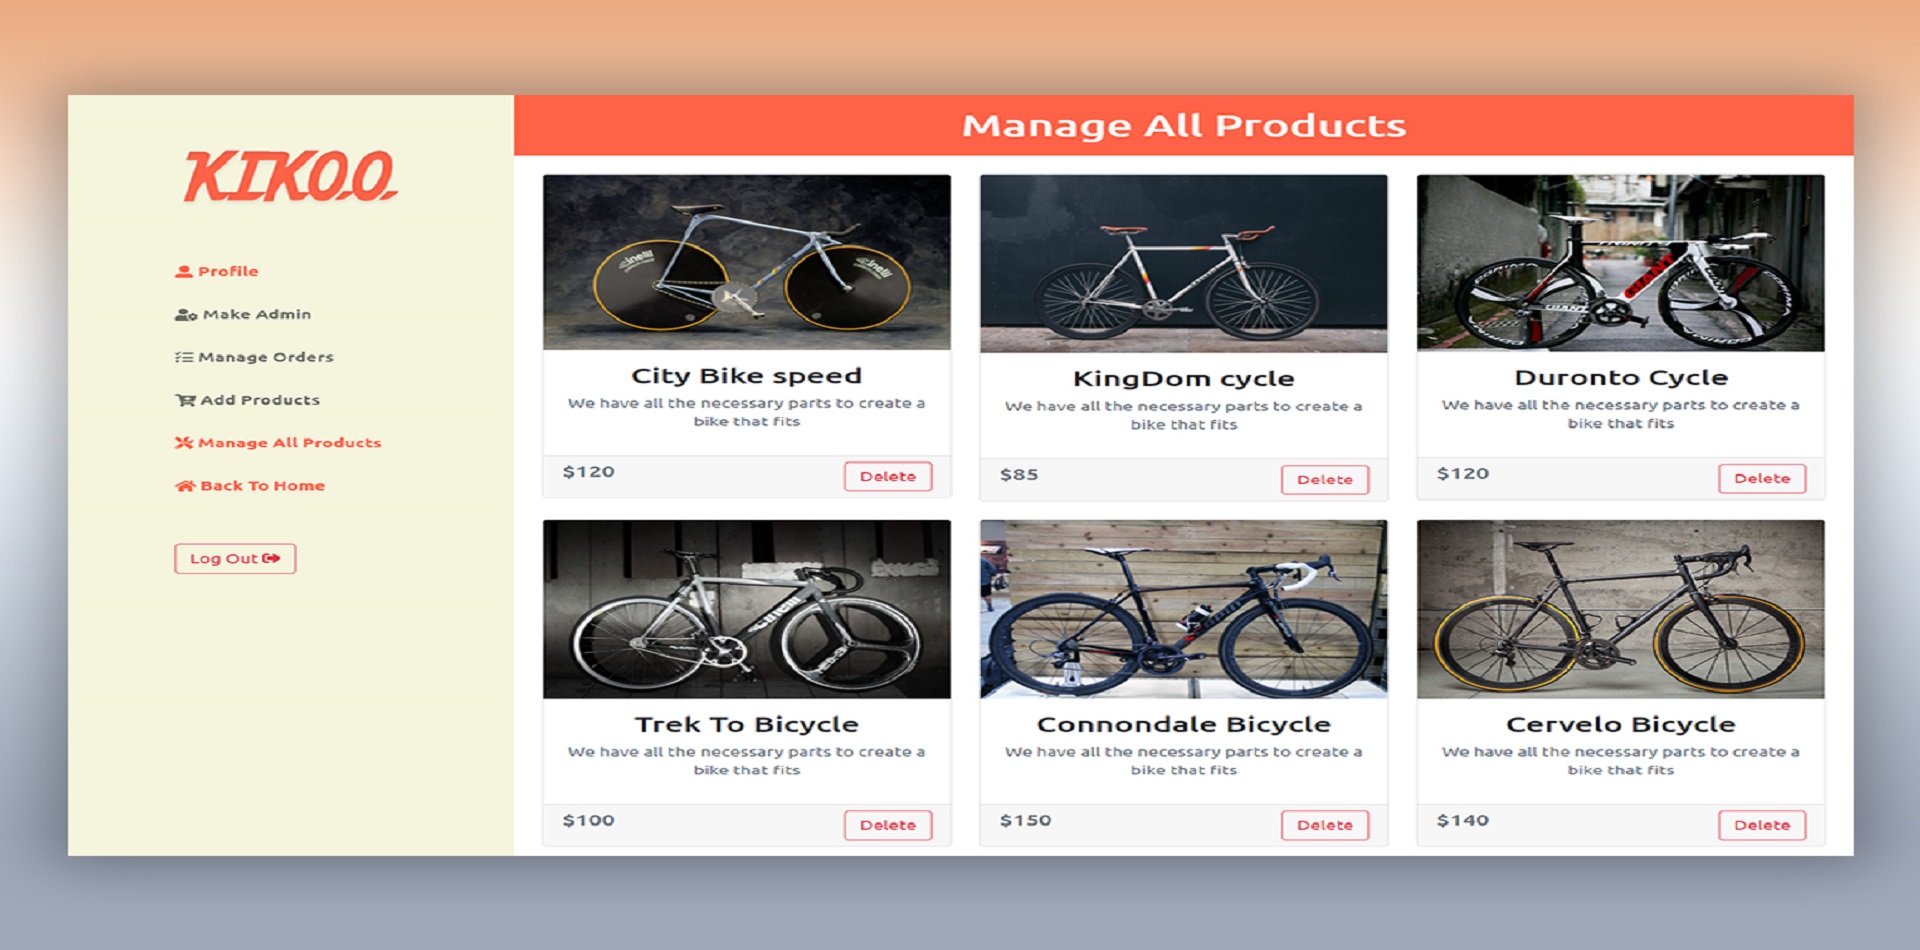 KIKOO
Profile
Make Admin
Manage Orders
Add Products
Manage All Products
Back To Home
Log Out
Manage All Products
cinelli
cinelli
City Bike speed
We have all the necessary parts to create a
bike that fits
$120
Delete
KingDom cycle
We have all the necessary parts to create a
bike that fits
$85
Delete
GIANT
Duronto Cycle
We have all the necessary parts to create a
bike that fits
$120
Delete
cinelli
Trek To Bicycle
We have all the necessary parts to create a
bike that fits
$100
Delete
Connondale Bicycle
We have all the necessary parts to create a
bike that fits
$150
Delete
Cervelo Bicycle
We have all the necessary parts to create a
bike that fits
$140
Delete